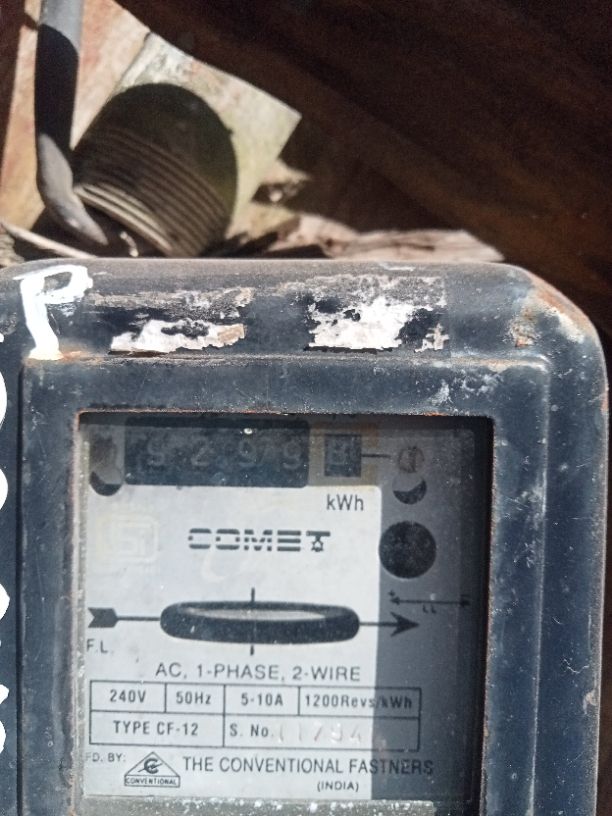 P
kWh
COMET
F.L.
AC, 1-PHASE, 2-WIRE
240V 50Hz 5-10A 1200Revs/kWh
TYPE CF-12 S. No.
FD. BY: CONVENTIONAL THE CONVENTIONAL FASTNERS
(INDIA)